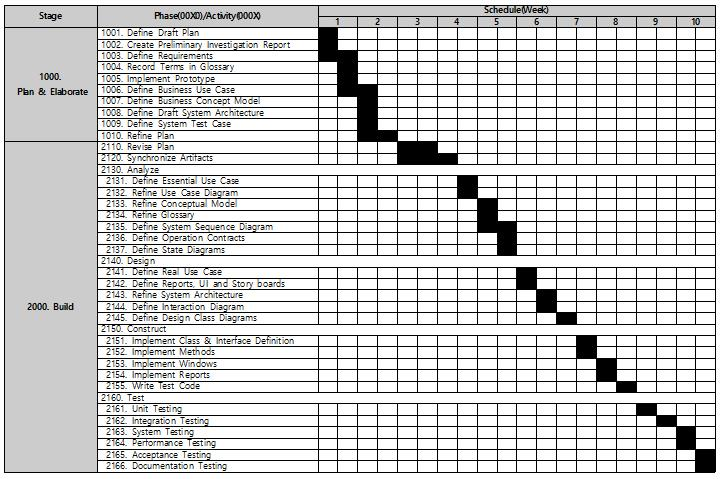 Stage Phase(00X0)/Activity(000X) Schedule(Week)
1 2 3 4 5 6 7 8 9 10
1000.
Plan & Elaborate
1001. Define Draft Plan
1002. Create Preliminary Investigation Report
1003. Define Requirements
1004. Record Terms in Glossary
1005. Implement Prototype
1006. Define Business Use Case
1007. Define Business Concept Model
1008. Define Draft System Architecture
1009. Define System Test Case
1010. Refine Plan
2000. Build
2110. Revise Plan
2120. Synchronize Artifacts
2130. Analyze
2131. Define Essential Use Case
2132. Refine Use Case Diagram
2133. Refine Conceptual Model
2134. Refine Glossary
2135. Define System Sequence Diagram
2136. Define Operation Contracts
2137. Define State Diagrams
2140. Design
2141. Define Real Use Case
2142. Define Reports, UI and Story boards
2143. Refine System Architecture
2144. Define Interaction Diagram
2145. Define Design Class Diagrams
2150. Construct
2151. Implement Class & Interface Definition
2152. Implement Methods
2153. Implement Windows
2154. Implement Reports
2155. Write Test Code
2160. Test
2161. Unit Testing
2162. Integration Testing
2163. System Testing
2164. Performance Testing
2165. Acceptance Testing
2166. Documentation Testing